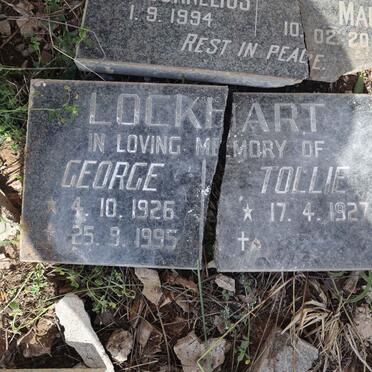 1.9.1994
REST IN PEACE
LOCKHART
IN LOVING MEMORY OF
GEORGE TOLLIE
* 4.10.1926 * 17.4.1927
* 25.9.1995 +